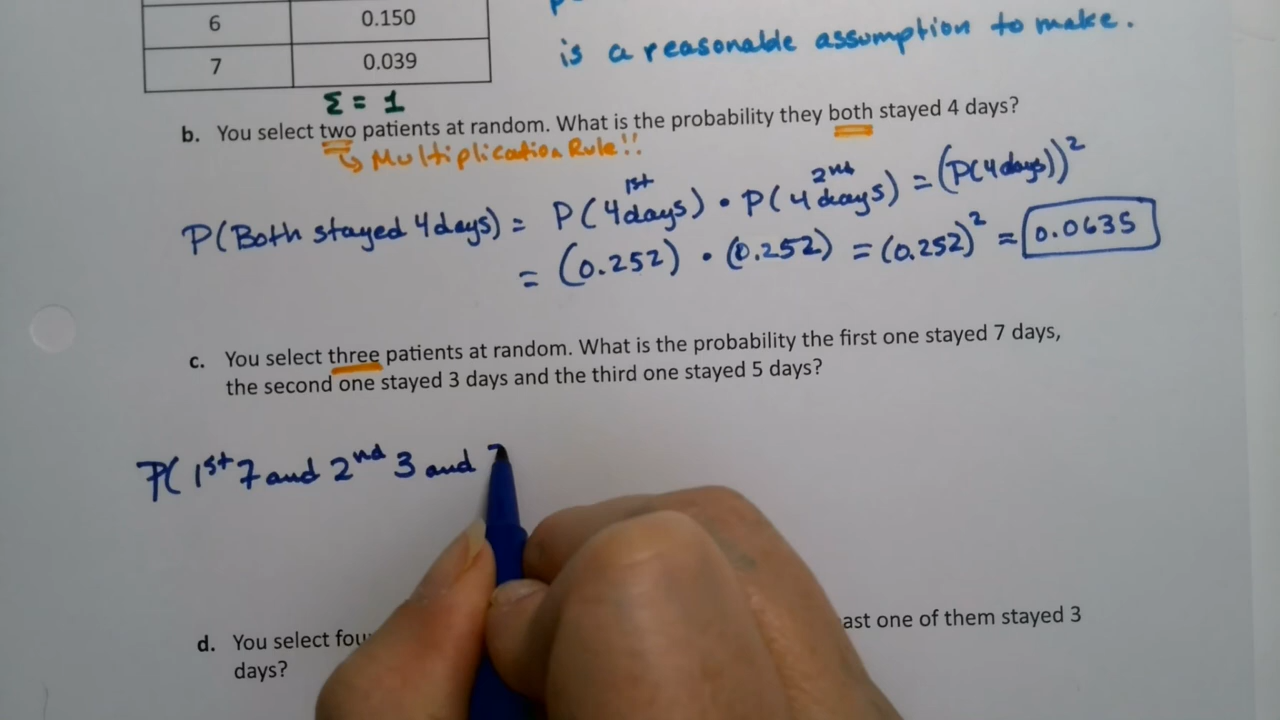 6 0.150
7 0.039
is a reasonable assumption to make.
Σ = 1
b. You select two patients at random. What is the probability they both stayed 4 days?
↳ Multiplication Rule!!
P(Both stayed 4 days) = P(4 days) • P(4 days) = (P(4 days))²
1st 2nd
= (0.252) • (0.252) = (0.252)² = 0.0635
c. You select three patients at random. What is the probability the first one stayed 7 days,
the second one stayed 3 days and the third one stayed 5 days?
P( 1st 7 and 2nd 3 and
d. You select ast one of them stayed 3
days?